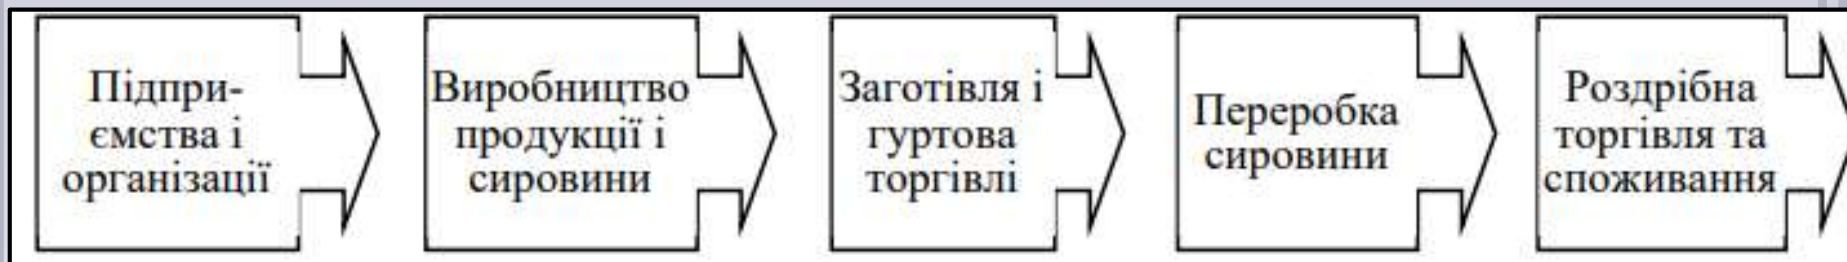 Підпри-
ємства і
організації
Виробництво
продукції і
сировини
Заготівля і
гуртова
торгівлі
Переробка
сировини
Роздрібна
торгівля та
споживання